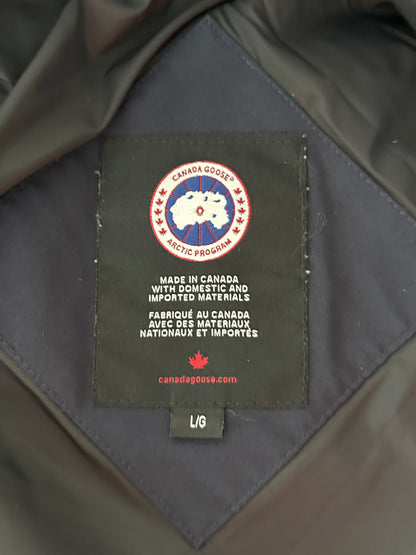 CANADA GOOSE®
ARCTIC PROGRAM
MADE IN CANADA
WITH DOMESTIC AND
IMPORTED MATERIALS
FABRIQUÉ AU CANADA
AVEC DES MATERIAUX
NATIONAUX ET IMPORTÉS
canadagoose.com
L/G